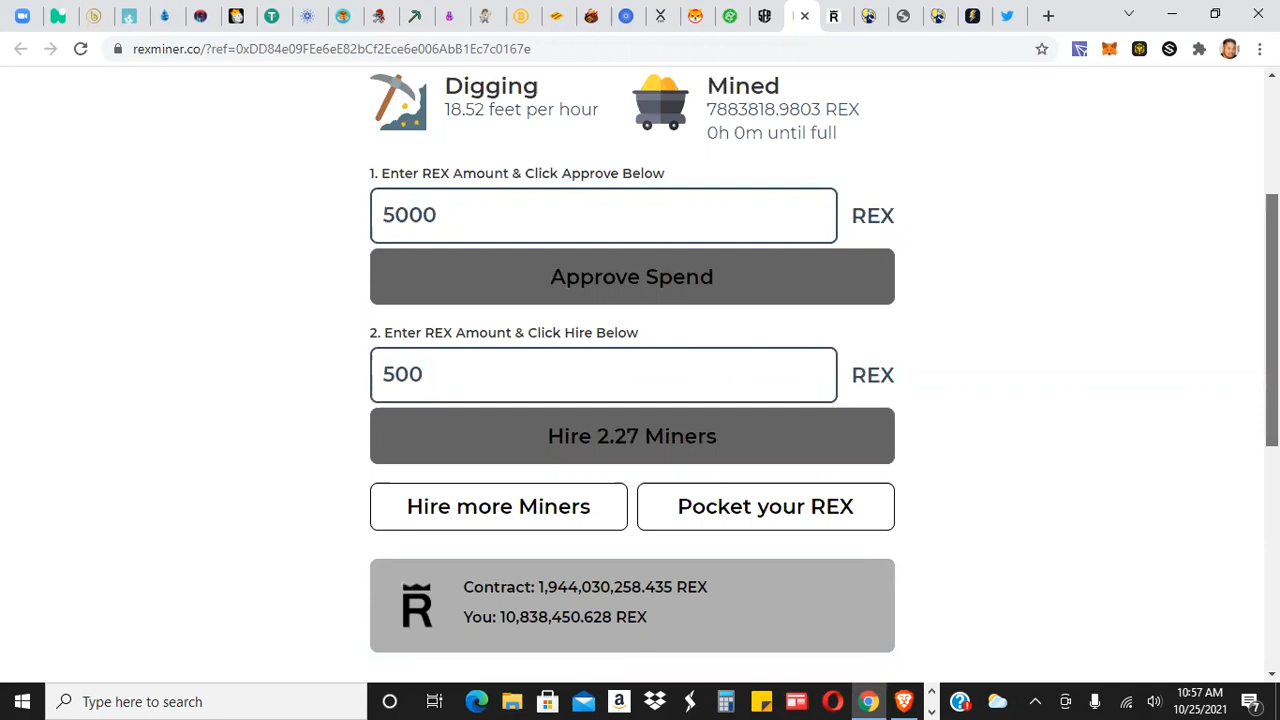 rexminer.co/?ref=0xDD84e09FEe6eE82bCf2Ece6e006AbB1Ec7c0167e
Digging
18.52 feet per hour
Mined
7883818.9803 REX
0h 0m until full
1. Enter REX Amount & Click Approve Below
5000
REX
Approve Spend
2. Enter REX Amount & Click Hire Below
500
REX
Hire 2.27 Miners
Hire more Miners
Pocket your REX
R
Contract: 1,944,030,258.435 REX
You: 10,838,450.628 REX
Type here to search
10:57 AM
10/25/2021
7